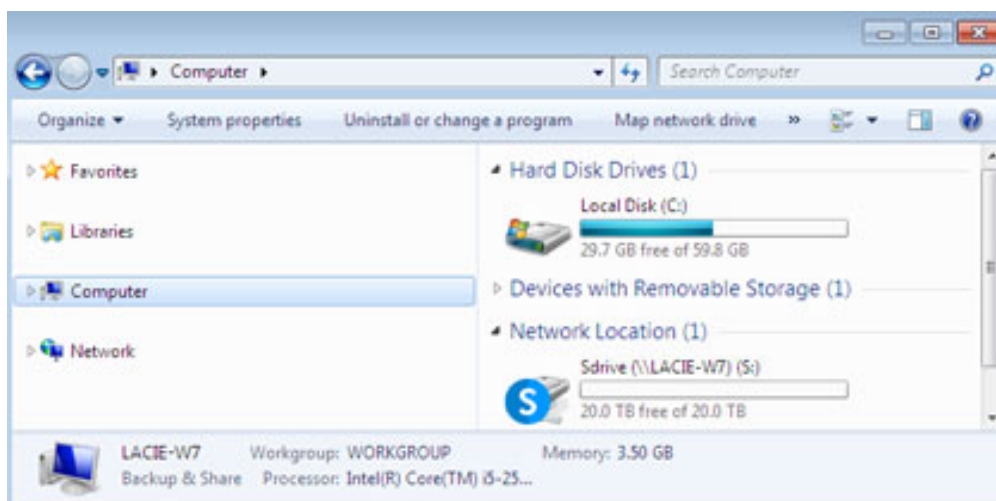 Computer
Search Computer
Organize System properties Uninstall or change a program Map network drive »
Favorites
Libraries
Computer
Network
Hard Disk Drives (1)
Local Disk (C:)
29.7 GB free of 59.8 GB
Devices with Removable Storage (1)
Network Location (1)
Sdrive (\\LACIE-W7) (S:)
S
20.0 TB free of 20.0 TB
LACIE-W7 Workgroup: WORKGROUP Memory: 3.50 GB
Backup & Share Processor: Intel(R) Core(TM) i5-25...